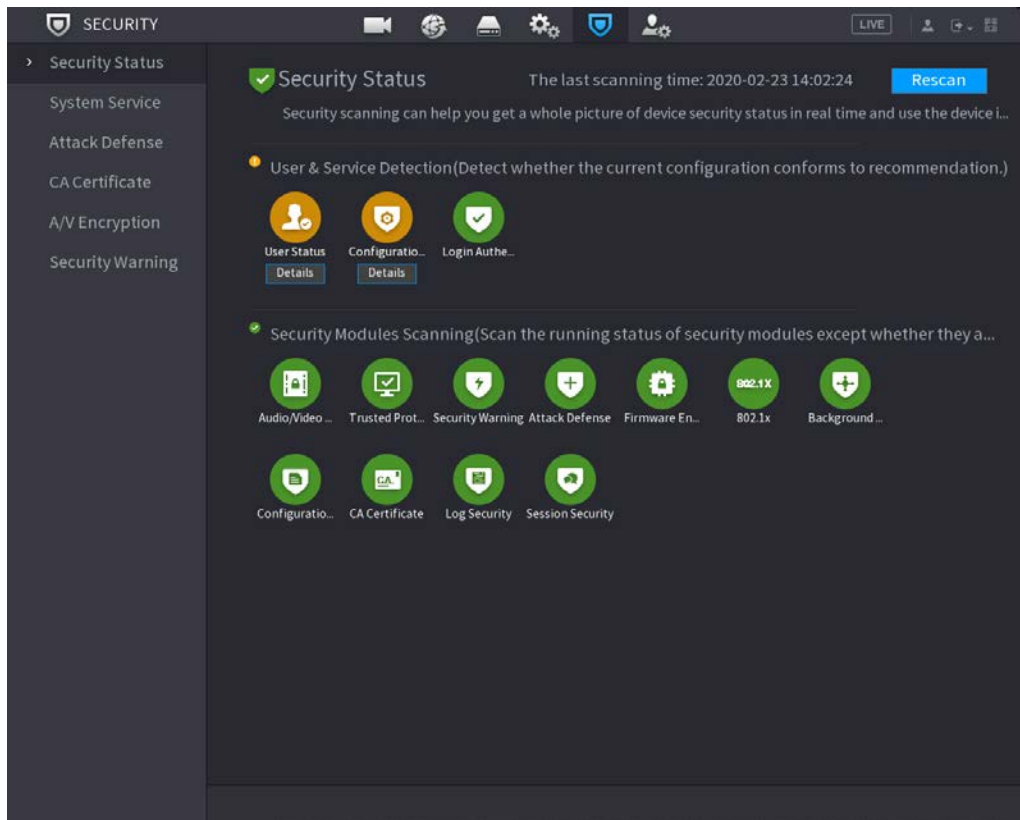 SECURITY
LIVE
Security Status
System Service
Attack Defense
CA Certificate
A/V Encryption
Security Warning
Security Status
The last scanning time: 2020-02-23 14:02:24
Rescan
Security scanning can help you get a whole picture of device security status in real time and use the device i...
User & Service Detection(Detect whether the current configuration conforms to recommendation.)
User Status Configuratio... Login Authe...
Details Details
Security Modules Scanning(Scan the running status of security modules except whether they a...
802.1X
Audio/Video ... Trusted Prot... Security Warning Attack Defense Firmware En... 802.1x Background ...
CA.
Configuratio... CA Certificate Log Security Session Security